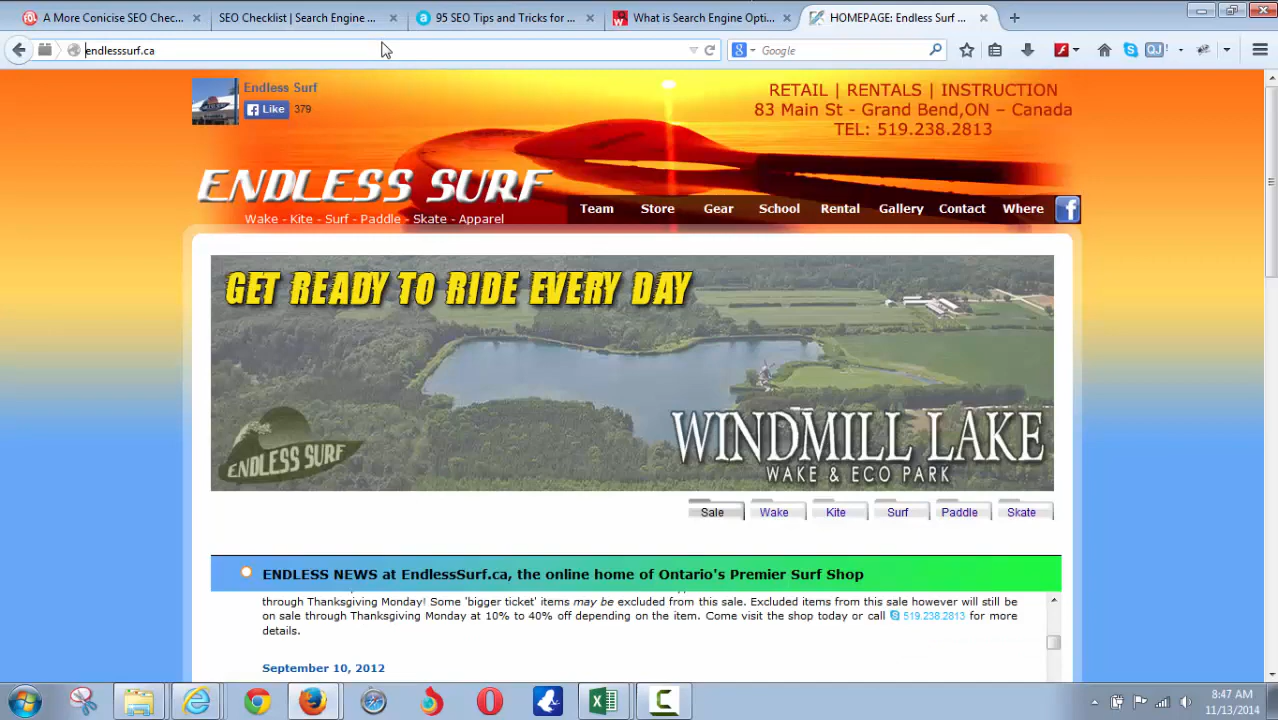 A More Conicise SEO Chec...
SEO Checklist | Search Engine ...
95 SEO Tips and Tricks for ...
What is Search Engine Opti...
HOMEPAGE: Endless Surf ...
endlesssurf.ca
Google
Endless Surf
Like 379
RETAIL | RENTALS | INSTRUCTION
83 Main St - Grand Bend,ON – Canada
TEL: 519.238.2813
ENDLESS SURF
Wake - Kite - Surf - Paddle - Skate - Apparel
Team Store Gear School Rental Gallery Contact Where
GET READY TO RIDE EVERY DAY
WINDMILL LAKE
WAKE & ECO PARK
ENDLESS SURF
Sale Wake Kite Surf Paddle Skate
ENDLESS NEWS at EndlessSurf.ca, the online home of Ontario's Premier Surf Shop
through Thanksgiving Monday! Some 'bigger ticket' items may be excluded from this sale. Excluded items from this sale however will still be
on sale through Thanksgiving Monday at 10% to 40% off depending on the item. Come visit the shop today or call 519.238.2813 for more
details.
September 10, 2012
8:47 AM
11/13/2014